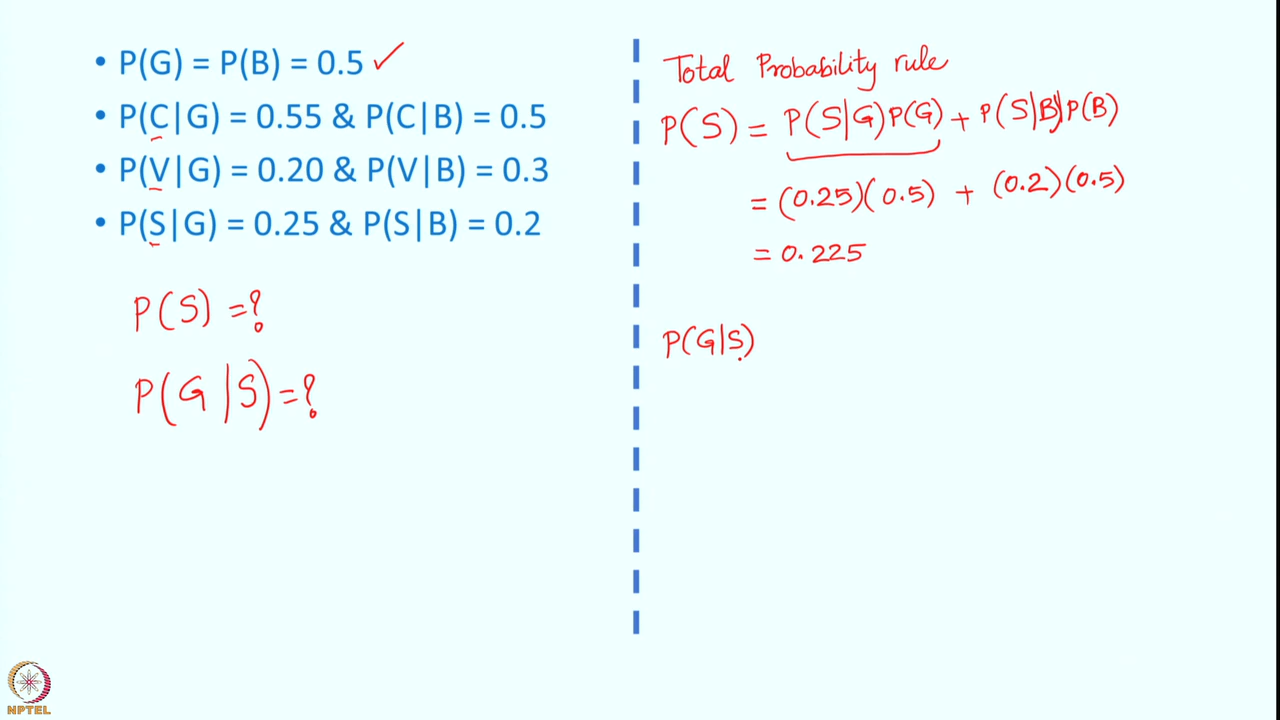 • P(G) = P(B) = 0.5 ✓
• P(C|G) = 0.55 & P(C|B) = 0.5
• P(V|G) = 0.20 & P(V|B) = 0.3
• P(S|G) = 0.25 & P(S|B) = 0.2
P(S) = ?
P(G|S) = ?
Total Probability rule
P(S) = P(S|G)P(G) + P(S|B)P(B)
= (0.25)(0.5) + (0.2)(0.5)
= 0.225
P(G|S)
NPTEL